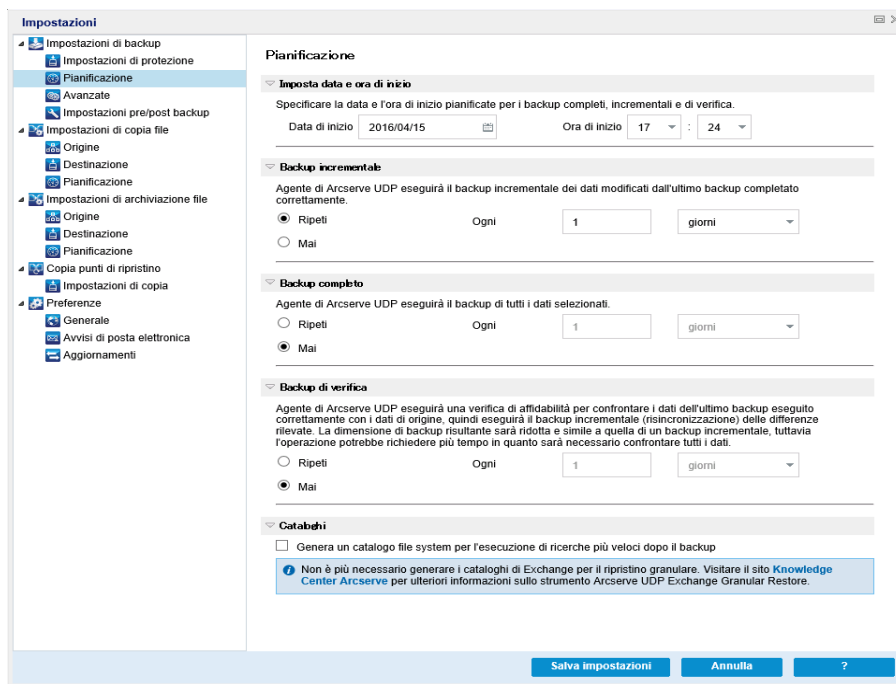 Impostazioni
Impostazioni di backup
Impostazioni di protezione
Pianificazione
Avanzate
Impostazioni pre/post backup
Impostazioni di copia file
Origine
Destinazione
Pianificazione
Impostazioni di archiviazione file
Origine
Destinazione
Pianificazione
Copia punti di ripristino
Impostazioni di copia
Preferenze
Generale
Avvisi di posta elettronica
Aggiornamenti
Pianificazione
Imposta data e ora di inizio
Specificare la data e l'ora di inizio pianificate per i backup completi, incrementali e di verifica.
Data di inizio 2016/04/15 Ora di inizio 17 : 24
Backup incrementale
Agente di Arcserve UDP eseguirà il backup incrementale dei dati modificati dall'ultimo backup completato
correttamente.
Ripeti Ogni 1 giorni
Mai
Backup completo
Agente di Arcserve UDP eseguirà il backup di tutti i dati selezionati.
Ripeti Ogni 1 giorni
Mai
Backup di verifica
Agente di Arcserve UDP eseguirà una verifica di affidabilità per confrontare i dati dell'ultimo backup eseguito
correttamente con i dati di origine, quindi eseguirà il backup incrementale (risincronizzazione) delle differenze
rilevate. La dimensione di backup risultante sarà ridotta e simile a quella di un backup incrementale, tuttavia
l'operazione potrebbe richiedere più tempo in quanto sarà necessario confrontare tutti i dati.
Ripeti Ogni 1 giorni
Mai
Cataloghi
Genera un catalogo file system per l'esecuzione di ricerche più veloci dopo il backup
Non è più necessario generare i cataloghi di Exchange per il ripristino granulare. Visitare il sito Knowledge
Center Arcserve per ulteriori informazioni sullo strumento Arcserve UDP Exchange Granular Restore.
Salva impostazioni Annulla ?